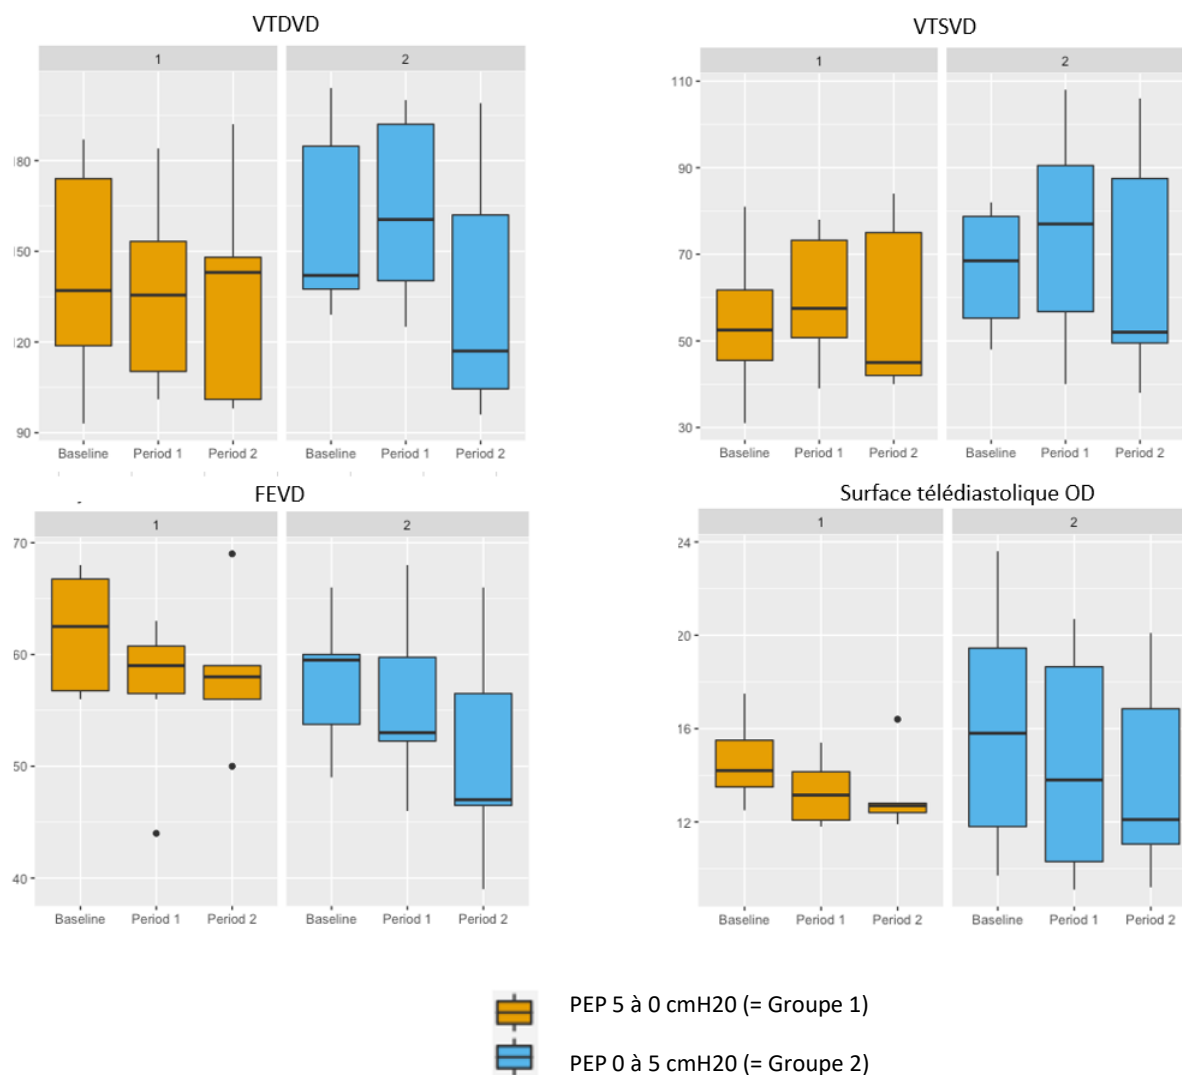 VTDVD
VTSVD
1 2
1 2
180
150
120
90
110
90
70
50
30
Baseline Period 1 Period 2 Baseline Period 1 Period 2
Baseline Period 1 Period 2 Baseline Period 1 Period 2
FEVD
Surface télédiastolique OD
1 2
1 2
70
60
50
40
24
20
16
12
Baseline Period 1 Period 2 Baseline Period 1 Period 2
Baseline Period 1 Period 2 Baseline Period 1 Period 2
PEP 5 à 0 cmH20 (= Groupe 1)
PEP 0 à 5 cmH20 (= Groupe 2)